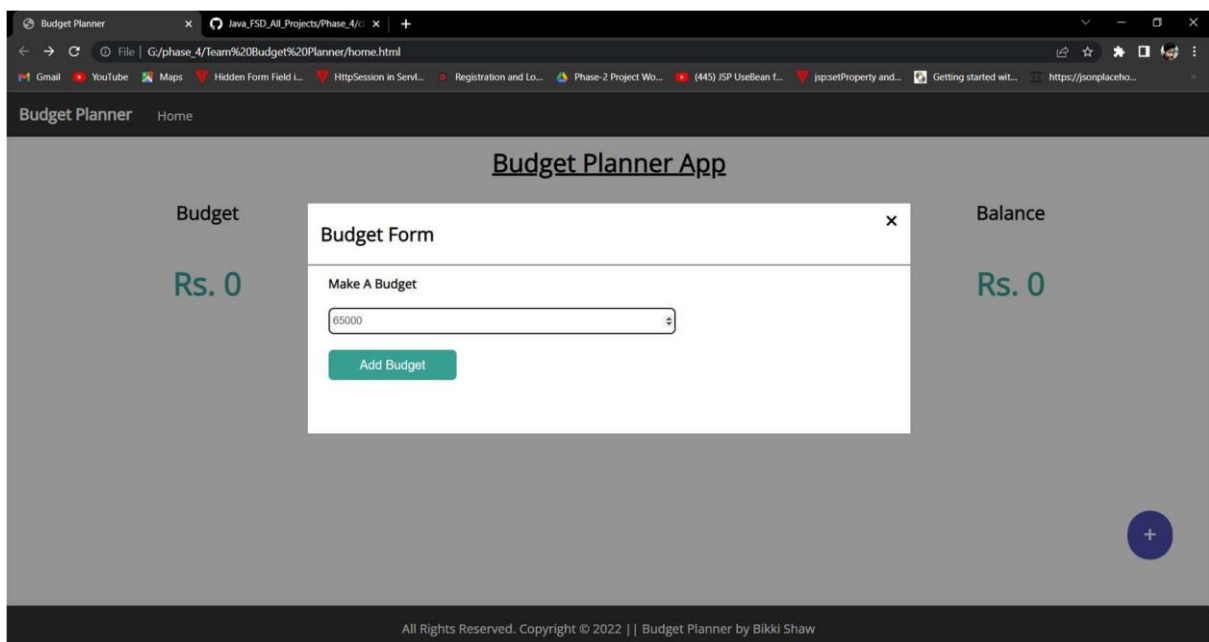 Budget Planner
Java_FSD_All_Projects/Phase_4/cl
File | G:/phase_4/Team%20Budget%20Planner/home.html
Gmail YouTube Maps Hidden Form Field i... HttpSession in Servl... Registration and Lo... Phase-2 Project Wo... (445) JSP UseBean f... jsp:setProperty and... Getting started wit... https://jsonplaceho...
Budget Planner Home
Budget Planner App
Budget
Balance
Budget Form
Rs. 0
Rs. 0
Make A Budget
65000
Add Budget
+
All Rights Reserved. Copyright © 2022 || Budget Planner by Bikki Shaw